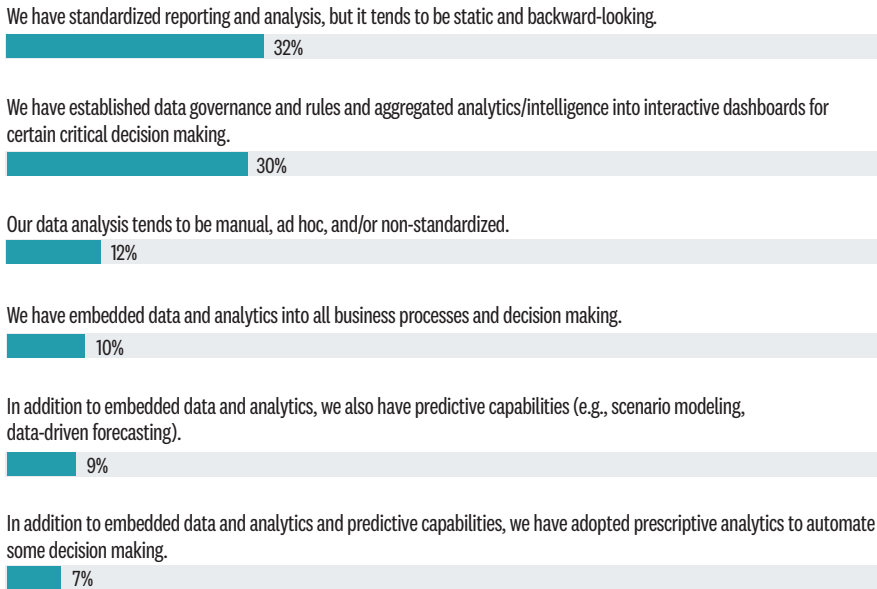 We have standardized reporting and analysis, but it tends to be static and backward-looking.
32%
We have established data governance and rules and aggregated analytics/intelligence into interactive dashboards for
certain critical decision making.
30%
Our data analysis tends to be manual, ad hoc, and/or non-standardized.
12%
We have embedded data and analytics into all business processes and decision making.
10%
In addition to embedded data and analytics, we also have predictive capabilities (e.g., scenario modeling,
data-driven forecasting).
9%
In addition to embedded data and analytics and predictive capabilities, we have adopted prescriptive analytics to automate
some decision making.
7%